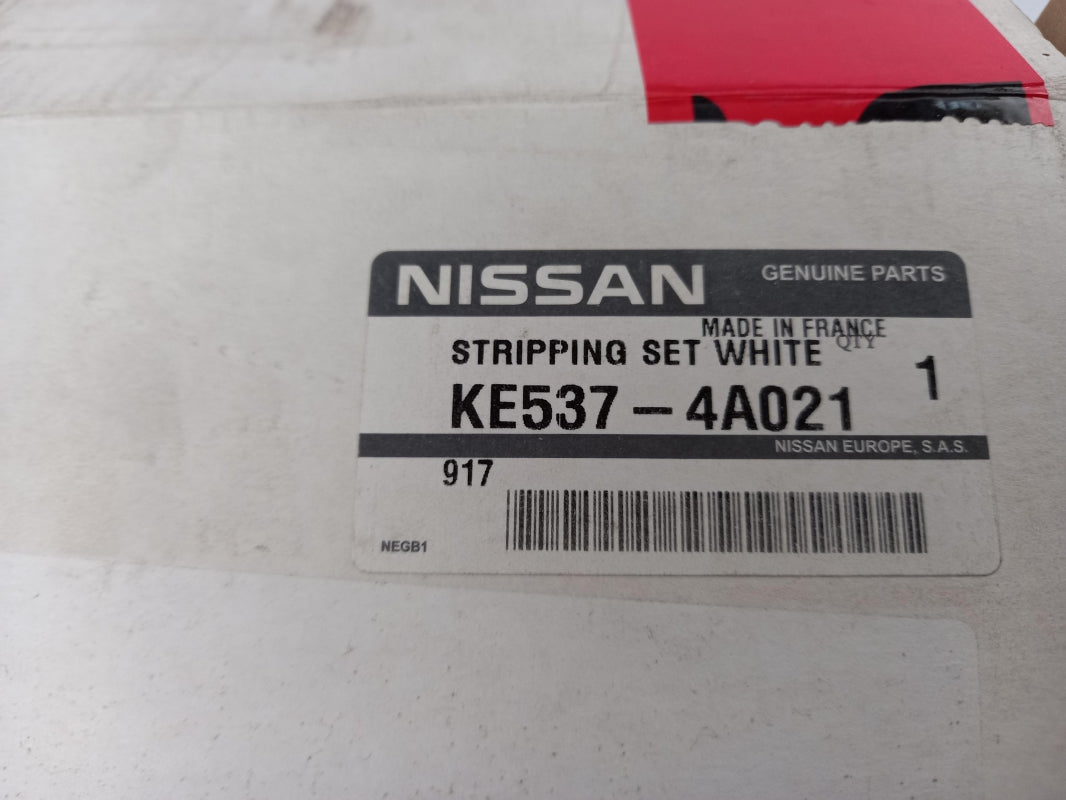 NISSAN GENUINE PARTS
MADE IN FRANCE
STRIPPING SET WHITE QTY
KE537-4A021 1
NISSAN EUROPE, S.A.S.
917
NEGB1